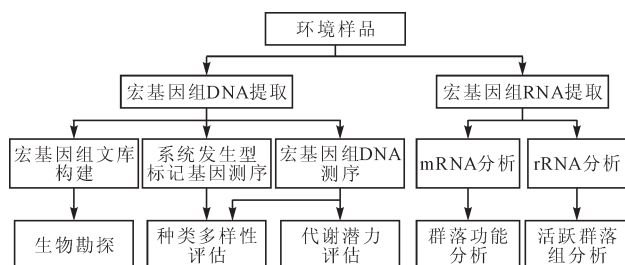 环境样品
宏基因组DNA提取
宏基因组RNA提取
宏基因组文库
构建
系统发生型
标记基因测序
宏基因组DNA
测序
mRNA分析
rRNA分析
生物勘探
种类多样性
评估
代谢潜力
评估
群落功能
分析
活跃群落
组分析